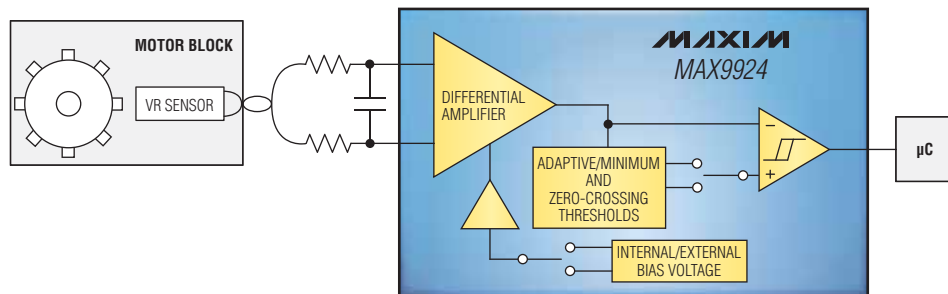 MOTOR BLOCK
VR SENSOR
MAXIM
MAX9924
DIFFERENTIAL
AMPLIFIER
ADAPTIVE/MINIMUM
AND
ZERO-CROSSING
THRESHOLDS
−
+
µC
INTERNAL/EXTERNAL
BIAS VOLTAGE